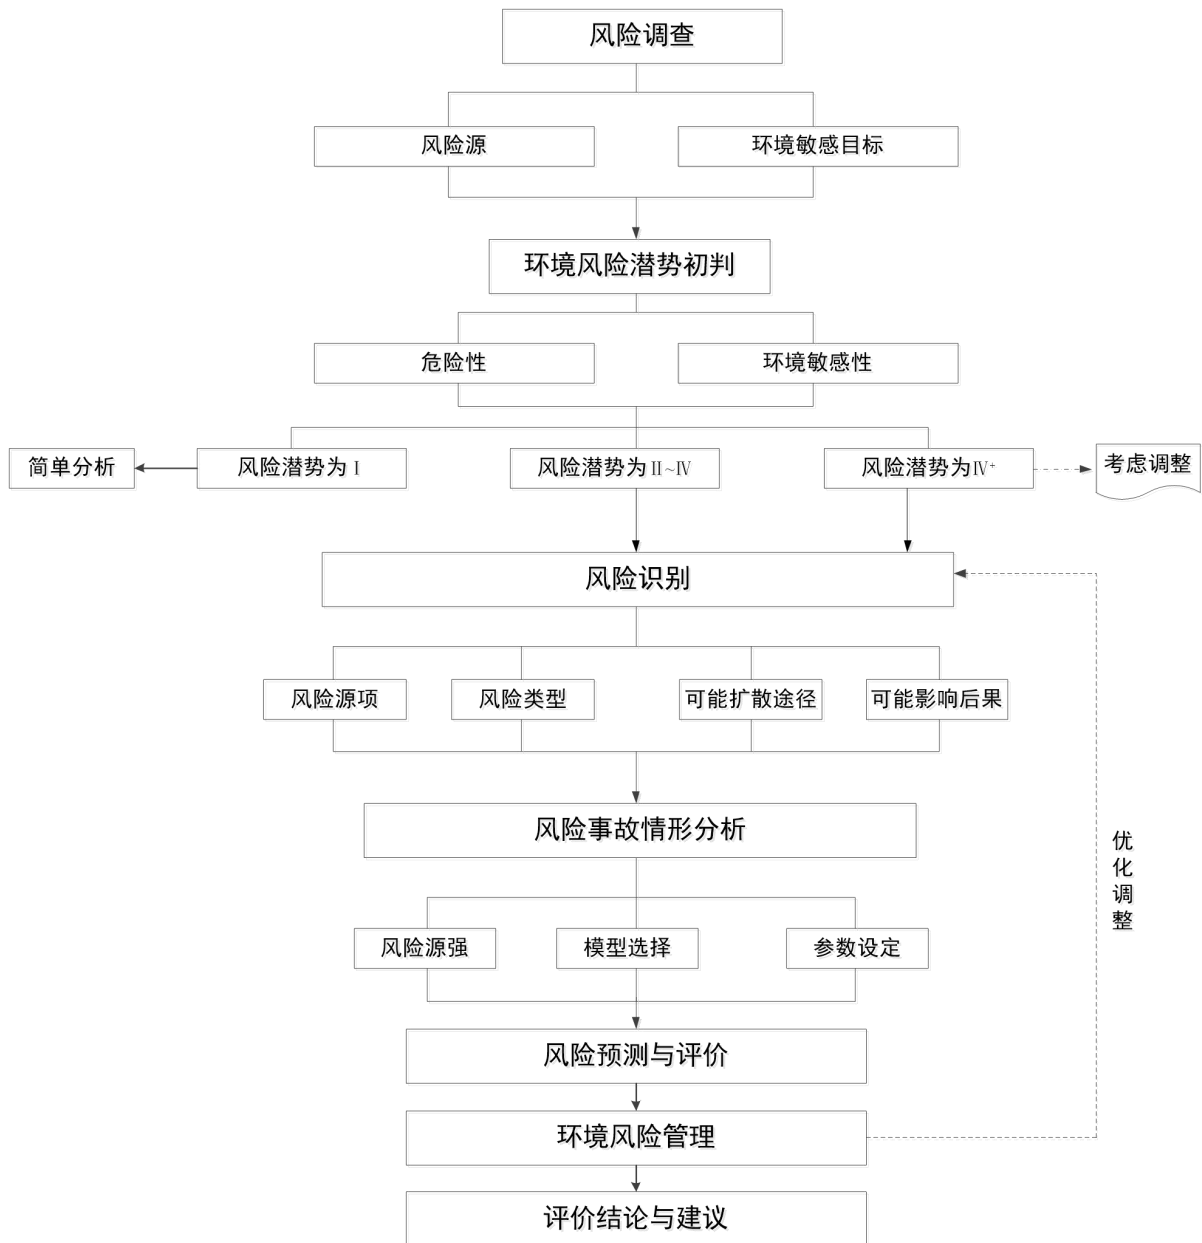 风险调查
风险源
环境敏感目标
环境风险潜势初判
危险性
环境敏感性
简单分析
风险潜势为 I
风险潜势为 II~IV
风险潜势为 IV⁺
考虑调整
风险识别
风险源项
风险类型
可能扩散途径
可能影响后果
风险事故情形分析
优化调整
风险源强
模型选择
参数设定
风险预测与评价
环境风险管理
评价结论与建议